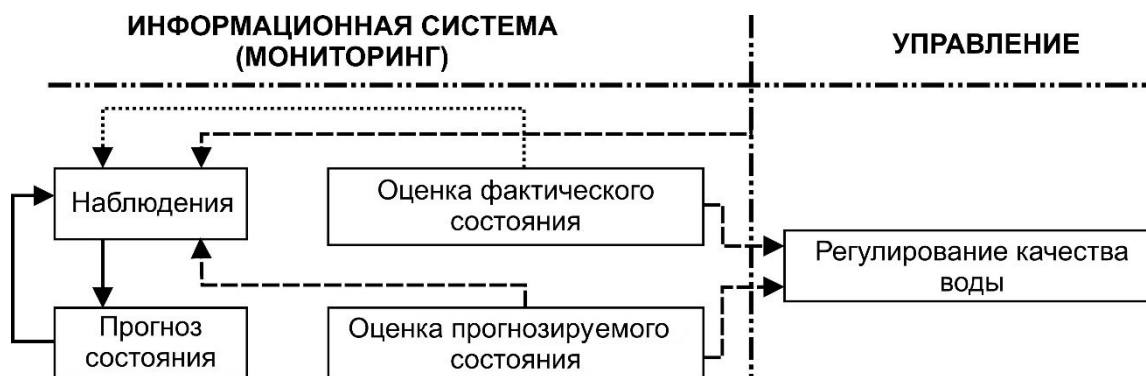 ИНФОРМАЦИОННАЯ СИСТЕМА
(МОНИТОРИНГ)
УПРАВЛЕНИЕ
Наблюдения
Оценка фактического
состояния
Регулирование качества
воды
Прогноз
состояния
Оценка прогнозируемого
состояния